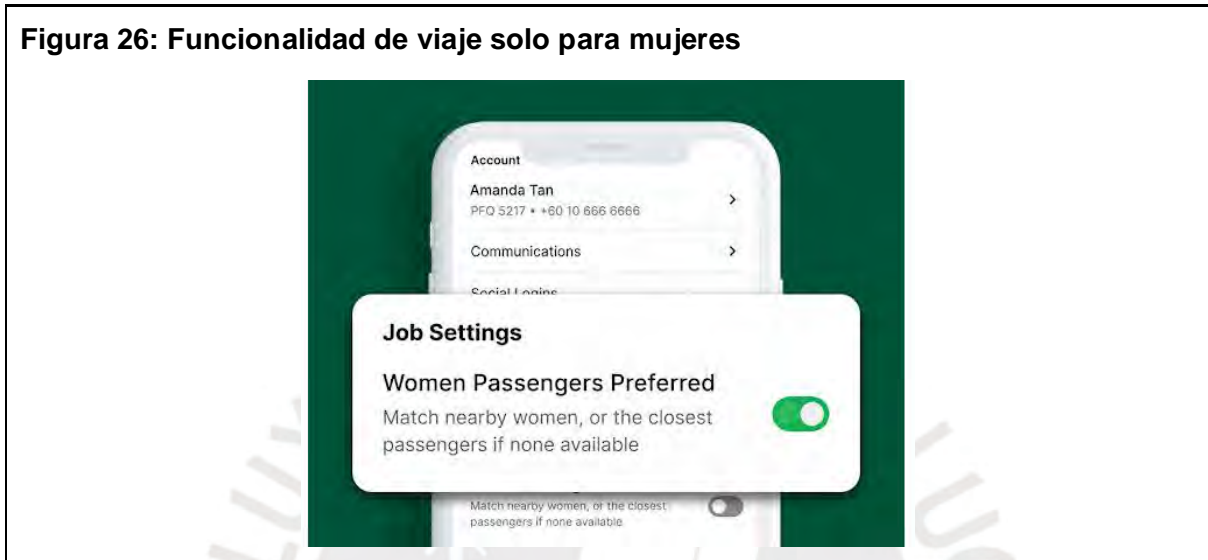 Figura 26: Funcionalidad de viaje solo para mujeres
Account
Amanda Tan
PFQ 5217 • +60 10 666 6666
Communications
Social Logins
Job Settings
Women Passengers Preferred
Match nearby women, or the closest
passengers if none available
Match nearby women, or the closest
passengers if none available